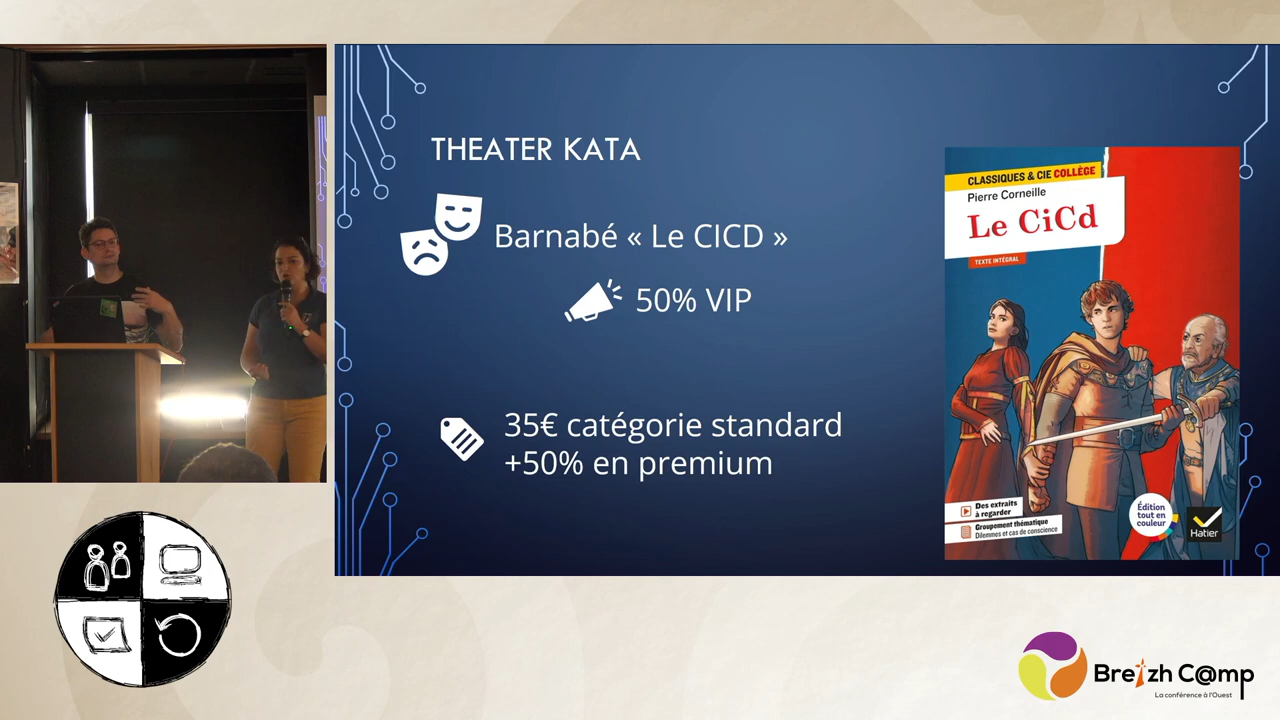 THEATER KATA
Barnabé « Le CICD »
50% VIP
35€ catégorie standard
+50% en premium
CLASSIQUES & CIE COLLÈGE
Pierre Corneille
Le CiCd
TEXTE INTÉGRAL
Des extraits
à regarder
Groupement thématique
Dilemmes et cas de conscience
Édition
tout en
couleur
Hatier
Breizh C@mp
La conférence à l'Ouest